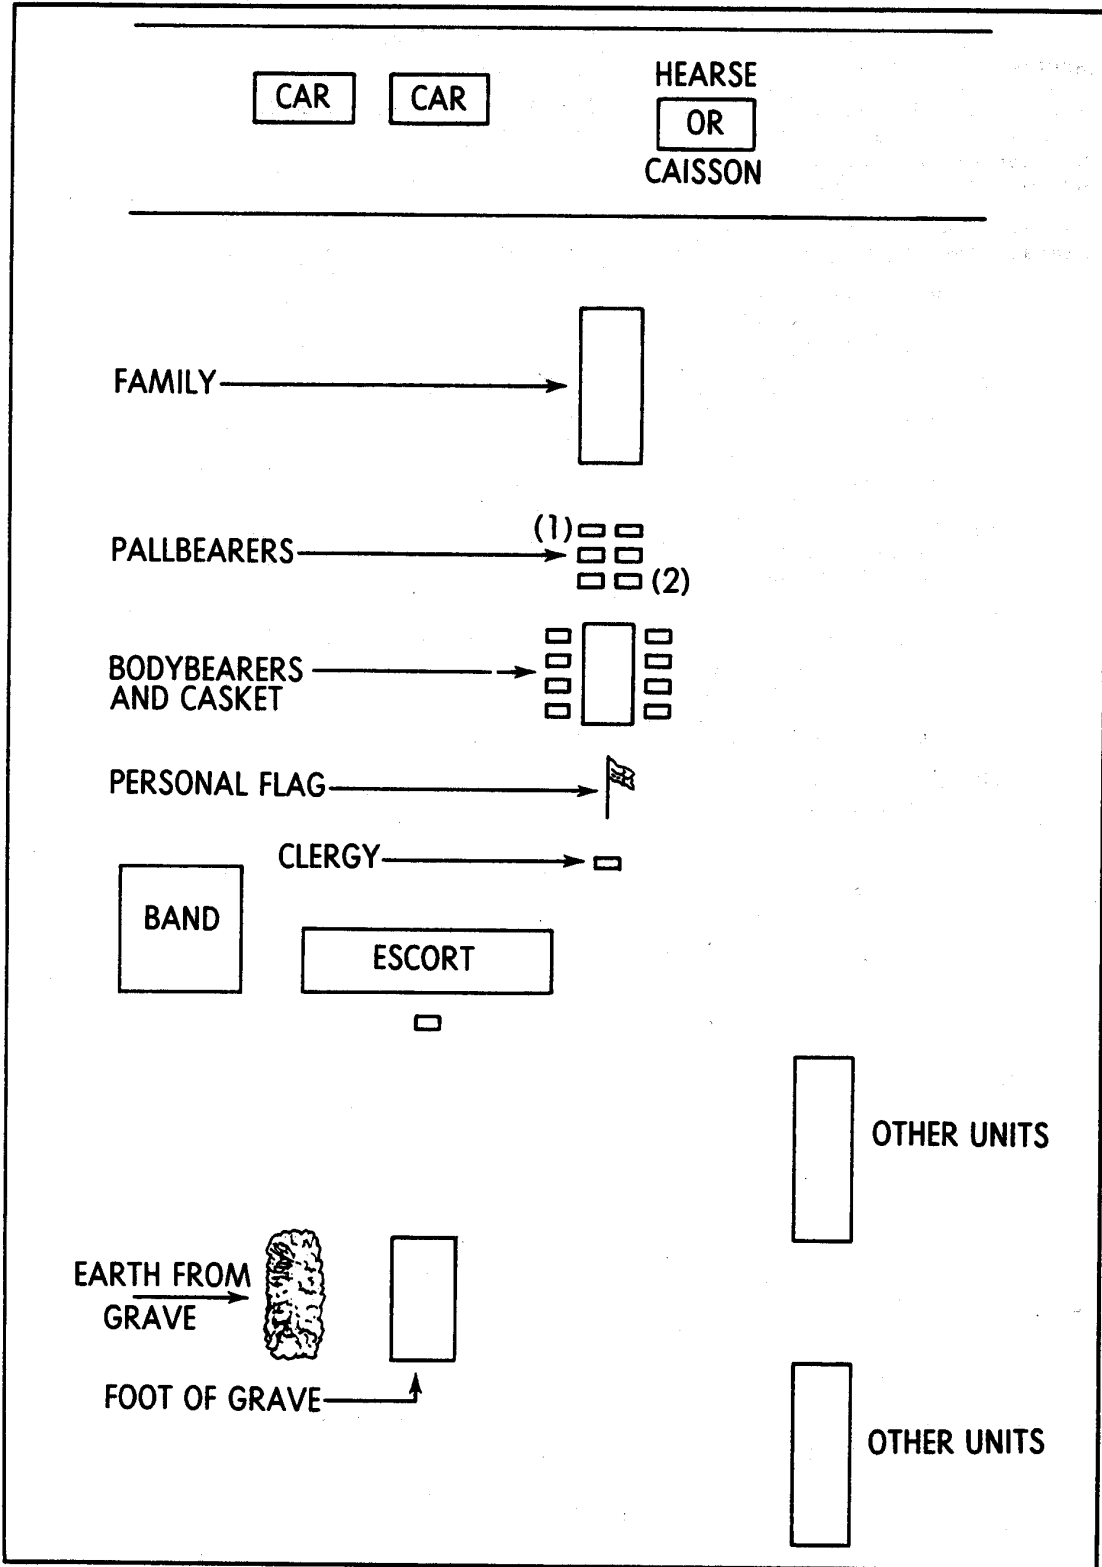 CAR
CAR
HEARSE
OR
CAISSON
FAMILY
(1)
PALLBEARERS
(2)
BODYBEARERS
AND CASKET
PERSONAL FLAG
CLERGY
BAND
ESCORT
OTHER UNITS
EARTH FROM
GRAVE
FOOT OF GRAVE
OTHER UNITS